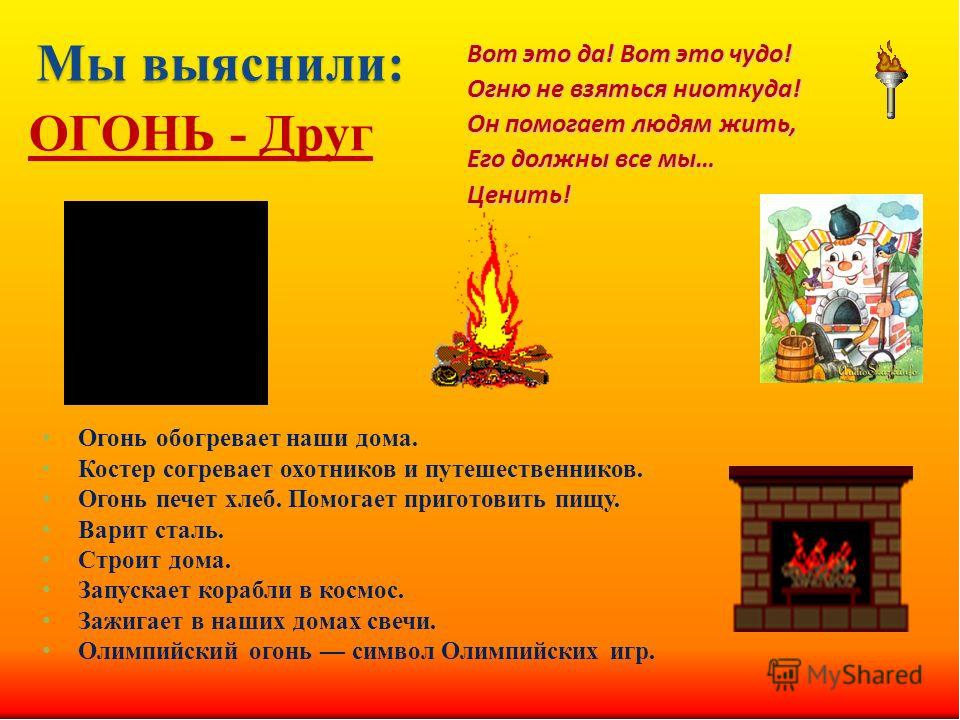 Мы выяснили:
ОГОНЬ - Друг
Вот это да! Вот это чудо!
Огню не взяться ниоткуда!
Он помогает людям жить,
Его должны все мы…
Ценить!
AudioSkazki.info
• Огонь обогревает наши дома.
• Костер согревает охотников и путешественников.
• Огонь печет хлеб. Помогает приготовить пищу.
• Варит сталь.
• Строит дома.
• Запускает корабли в космос.
• Зажигает в наших домах свечи.
• Олимпийский огонь — символ Олимпийских игр.
MyShared